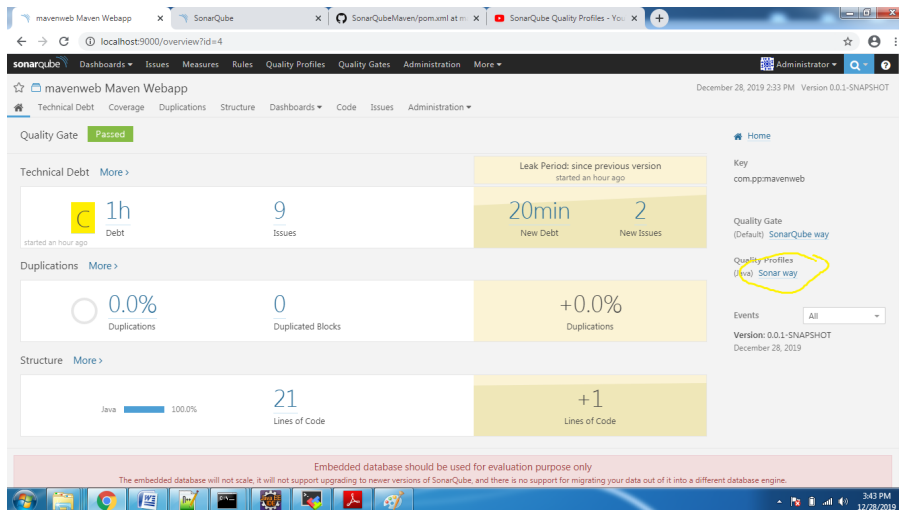 mavenweb Maven Webapp
SonarQube
SonarQubeMaven/pom.xml at m
SonarQube Quality Profiles - You
localhost:9000/overview?id=4
sonarqube Dashboards Issues Measures Rules Quality Profiles Quality Gates Administration More Administrator
mavenweb Maven Webapp
December 28, 2019 2:33 PM Version 0.0.1-SNAPSHOT
Technical Debt Coverage Duplications Structure Dashboards Code Issues Administration
Quality Gate Passed
Home
Technical Debt More >
Leak Period: since previous version
started an hour ago
Key
com.pp:mavenweb
C 1h 9 20min 2
Debt Issues New Debt New Issues
started an hour ago
Quality Gate
(Default) SonarQube way
Duplications More >
Quality Profiles
(Java) Sonar way
0.0% 0 +0.0%
Duplications Duplicated Blocks Duplications
Events All
Version: 0.0.1-SNAPSHOT
December 28, 2019
Structure More >
Java 100.0% 21 +1
Lines of Code Lines of Code
Embedded database should be used for evaluation purpose only
The embedded database will not scale, it will not support upgrading to newer versions of SonarQube, and there is no support for migrating your data out of it into a different database engine.
3:43 PM
12/28/2019